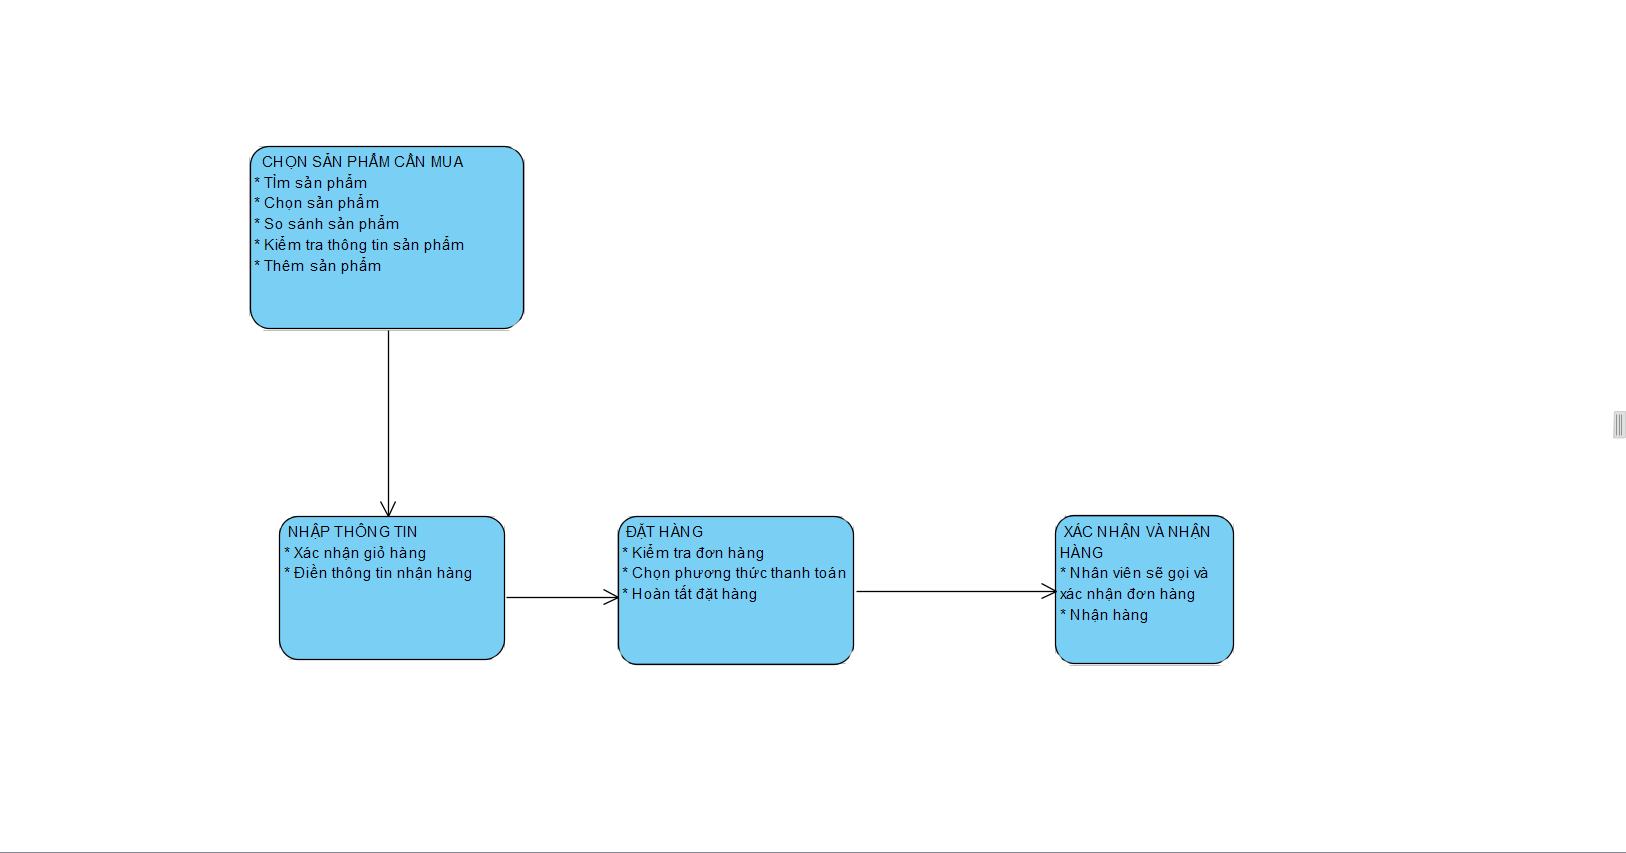 CHỌN SẢN PHẨM CẦN MUA
* Tỉm sản phẩm
* Chọn sản phẩm
* So sánh sản phẩm
* Kiểm tra thông tin sản phẩm
* Thêm sản phẩm
NHẬP THÔNG TIN
* Xác nhận giỏ hàng
* Điền thông tin nhận hàng
ĐẶT HÀNG
* Kiểm tra đơn hàng
* Chọn phương thức thanh toán
* Hoàn tất đặt hàng
XÁC NHẬN VÀ NHẬN
HÀNG
* Nhân viên sẽ gọi và
xác nhận đơn hàng
* Nhận hàng